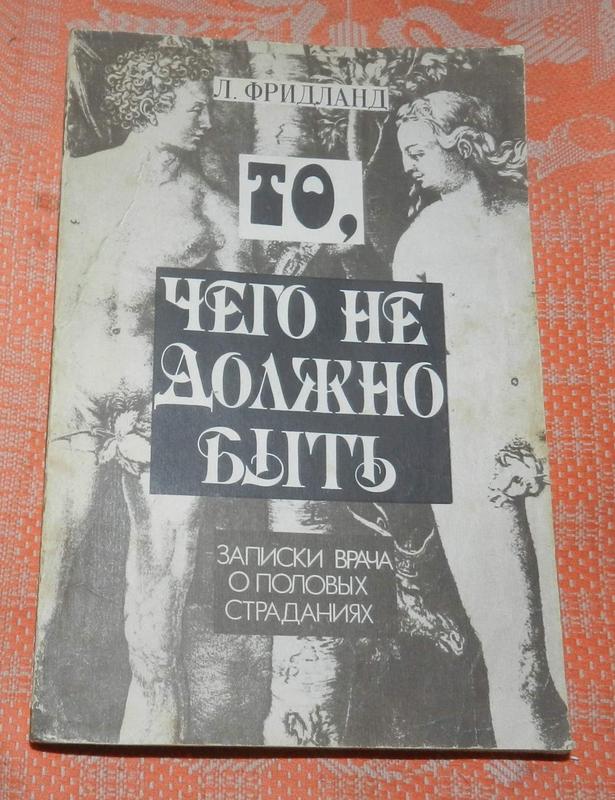 Л. ФРИДЛАНД
ТО,
ЧЕГО НЕ
ДОЛЖНО
БЫТЬ
ЗАПИСКИ ВРАЧА
О ПОЛОВЫХ
СТРАДАНИЯХ